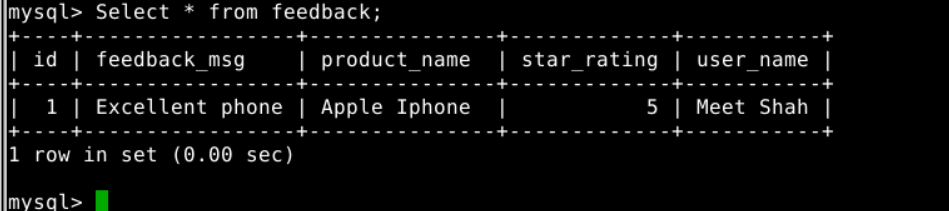 mysql> Select * from feedback;
+----+-----------------+---------------+-------------+-----------+
| id | feedback_msg    | product_name  | star_rating | user_name |
+----+-----------------+---------------+-------------+-----------+
|  1 | Excellent phone | Apple Iphone  |           5 | Meet Shah |
+----+-----------------+---------------+-------------+-----------+
1 row in set (0.00 sec)
mysql>